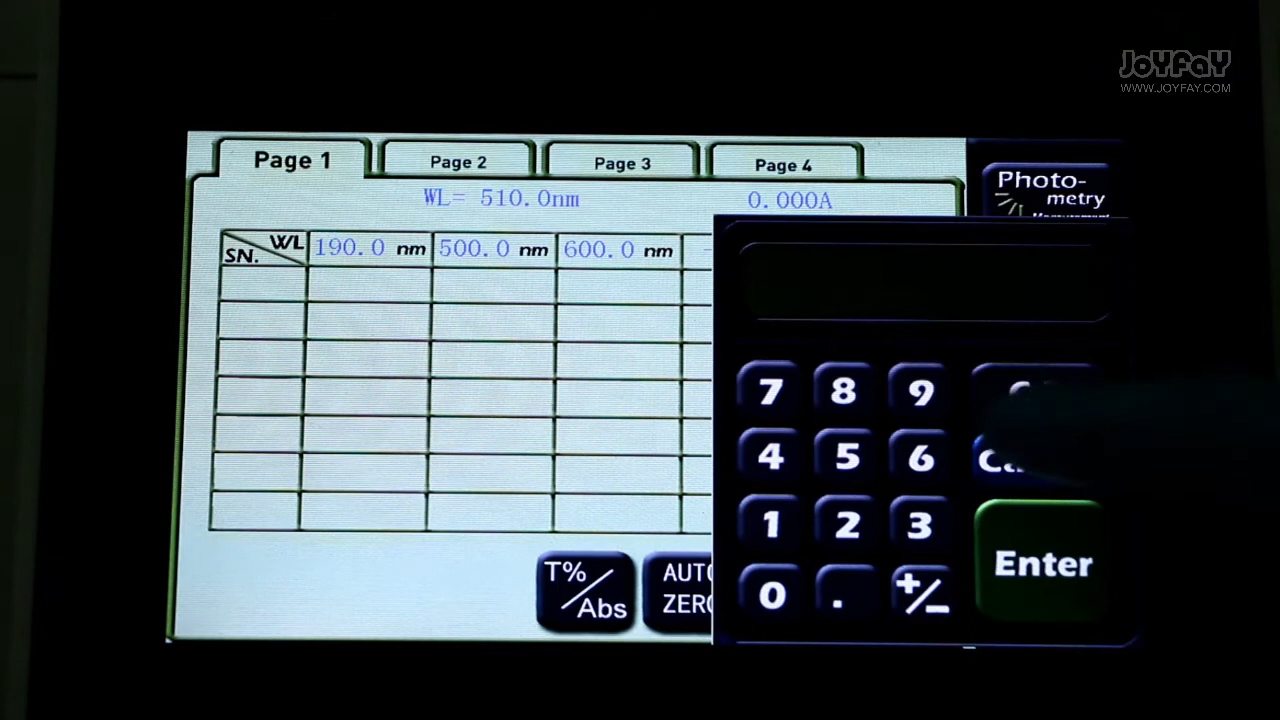 JoYFaY
WWW.JOYFAY.COM
Page 1
Page 2
Page 3
Page 4
Photo-
metry
WL= 510.0nm
0.000A
WL
SN.
190.0 nm
500.0 nm
600.0 nm
7 8 9
4 5 6
1 2 3
Enter
0 . +/-
T%/Abs
AUTO
ZERO